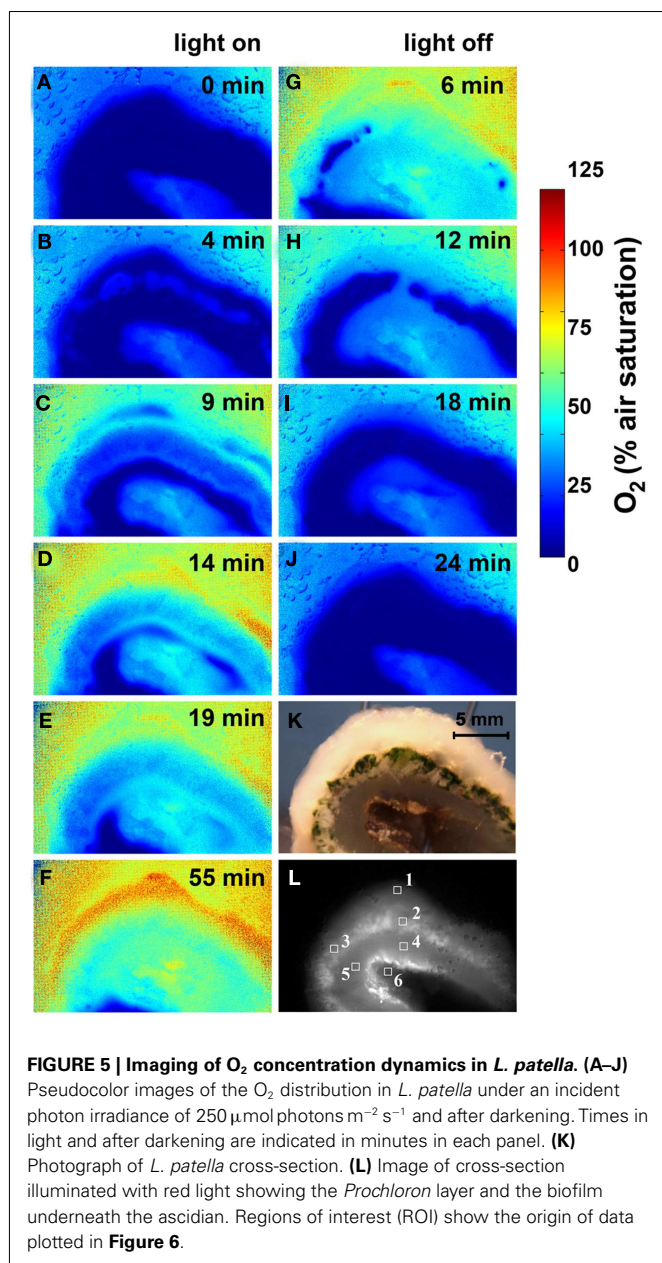 light on
light off
A
0 min
B
4 min
C
9 min
D
14 min
E
19 min
F
55 min
G
6 min
H
12 min
I
18 min
J
24 min
K
5 mm
L
1
2
3
4
5
6
125
100
75
50
25
0
O₂ (% air saturation)
FIGURE 5 | Imaging of O₂ concentration dynamics in L. patella. (A–J)
Pseudocolor images of the O₂ distribution in L. patella under an incident
photon irradiance of 250 μmol photons m⁻² s⁻¹ and after darkening. Times in
light and after darkening are indicated in minutes in each panel. (K)
Photograph of L. patella cross-section. (L) Image of cross-section
illuminated with red light showing the Prochloron layer and the biofilm
underneath the ascidian. Regions of interest (ROI) show the origin of data
plotted in Figure 6.